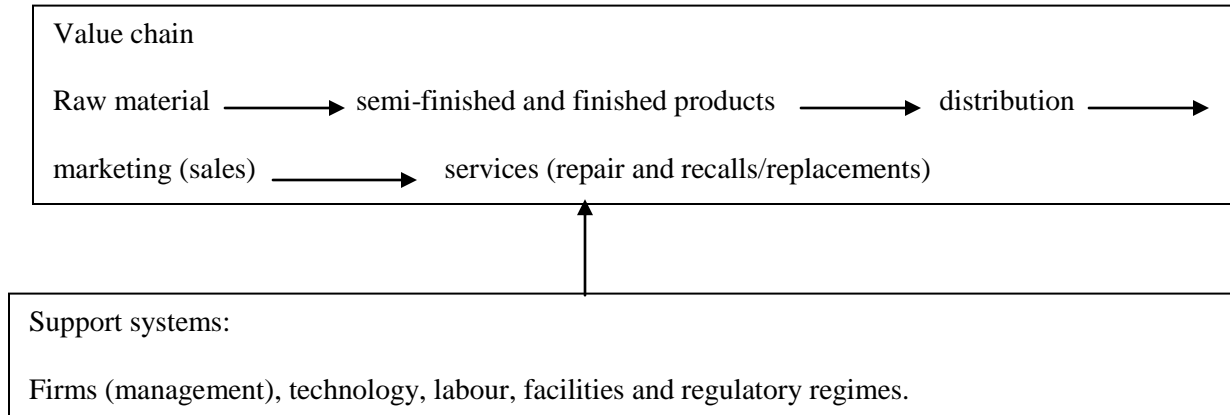 Value chain
Raw material semi-finished and finished products distribution
marketing (sales) services (repair and recalls/replacements)
Support systems:
Firms (management), technology, labour, facilities and regulatory regimes.